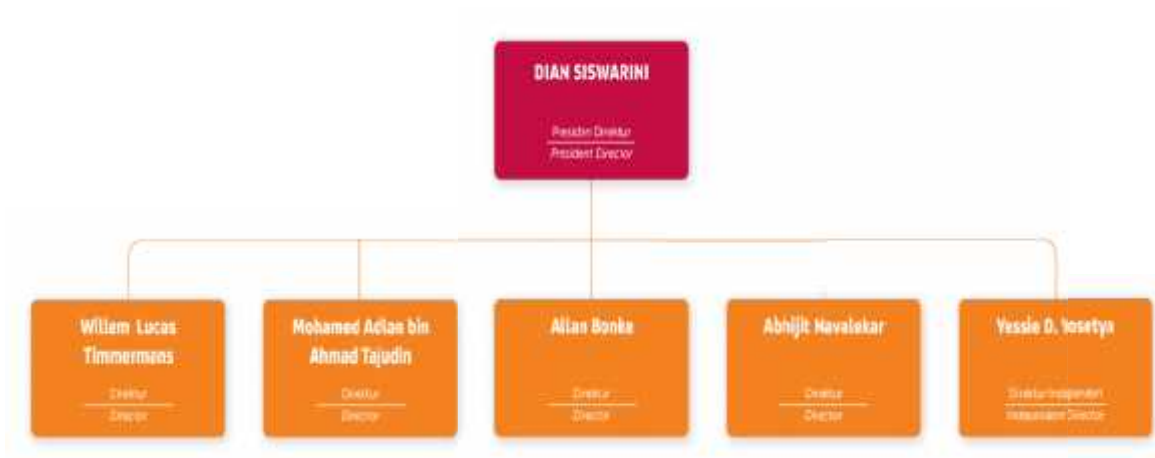 DIAN SISWARINI
Presiden Direktur
President Director
Willem Lucas
Timmermens
Direktur
Director
Mohamed Adlan bin
Ahmad Tajudin
Direktur
Director
Allan Bonke
Direktur
Director
Abhijit Navalekar
Direktur
Director
Yessie D. Yosetya
Direktur Independen
Independent Director